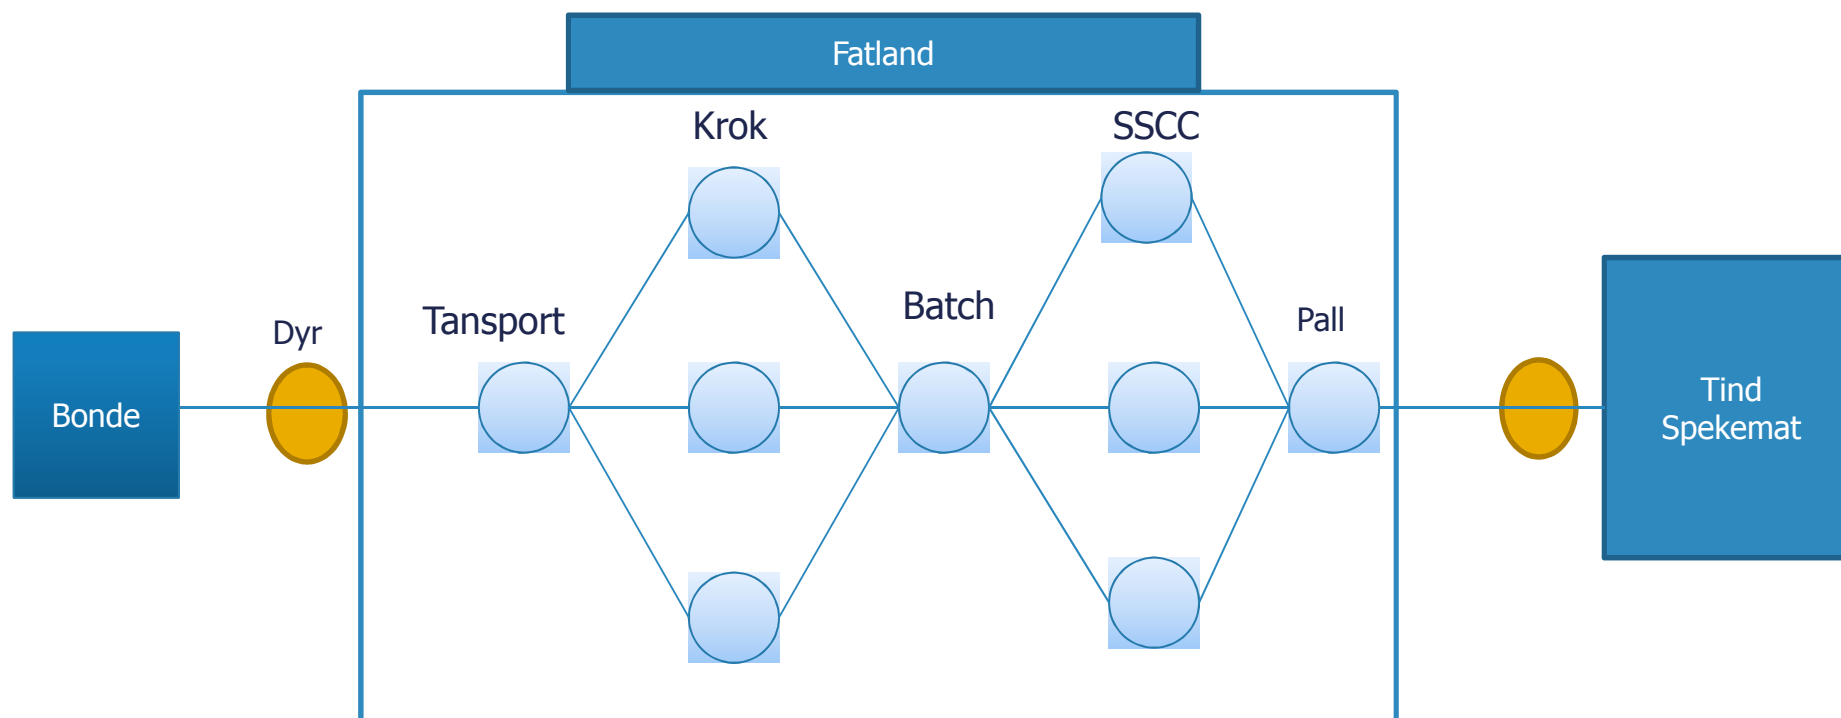 Fatland
Krok
SSCC
Tansport
Batch
Dyr
Pall
Bonde
Tind
Spekemat